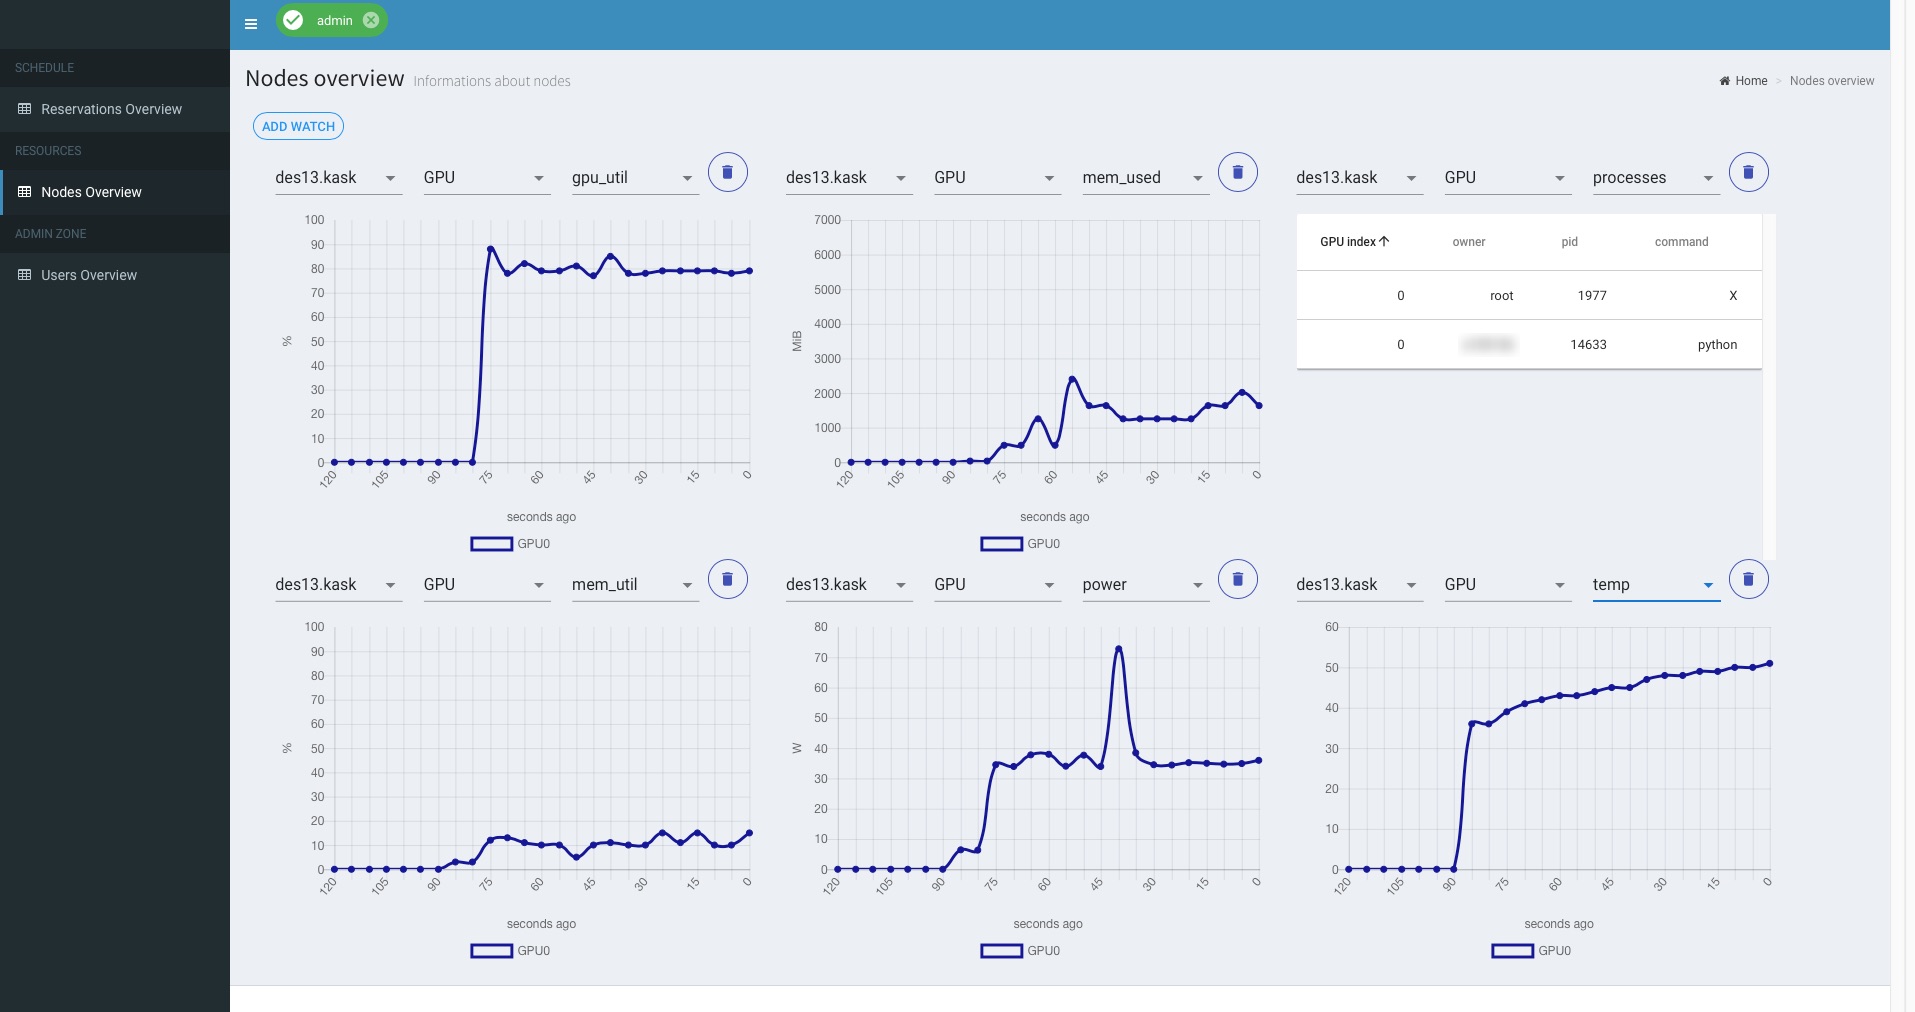 admin
SCHEDULE
Reservations Overview
RESOURCES
Nodes Overview
ADMIN ZONE
Users Overview
Nodes overview Informations about nodes
Home > Nodes overview
ADD WATCH
des13.kask GPU gpu_util
100
90
80
70
60
50
40
30
20
10
0
%
120 105 90 75 60 45 30 15 0
seconds ago
GPU0
des13.kask GPU mem_used
7000
6000
5000
4000
3000
2000
1000
0
MiB
120 105 90 75 60 45 30 15 0
seconds ago
GPU0
des13.kask GPU processes
GPU index owner pid command
0 root 1977 X
0 14633 python
des13.kask GPU mem_util
100
90
80
70
60
50
40
30
20
10
0
%
120 105 90 75 60 45 30 15 0
seconds ago
GPU0
des13.kask GPU power
80
70
60
50
40
30
20
10
0
W
120 105 90 75 60 45 30 15 0
seconds ago
GPU0
des13.kask GPU temp
60
50
40
30
20
10
0
120 105 90 75 60 45 30 15 0
seconds ago
GPU0